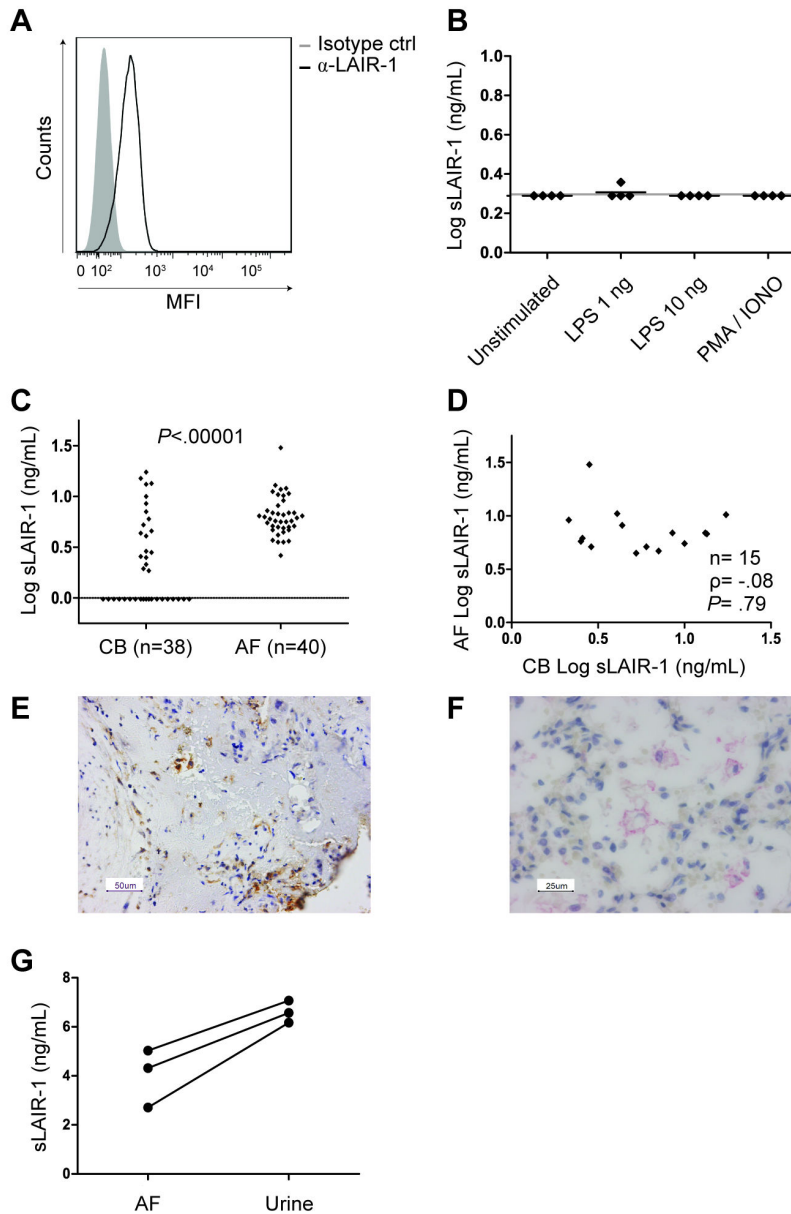 A
Isotype ctrl
α-LAIR-1
Counts
0 10² 10³ 10⁴ 10⁵
MFI
B
Log sLAIR-1 (ng/mL)
1.0
0.8
0.6
0.4
0.2
0.0
Unstimulated
LPS 1 ng
LPS 10 ng
PMA / IONO
C
P<.00001
Log sLAIR-1 (ng/mL)
1.5
1.0
0.5
0.0
CB (n=38)
AF (n=40)
D
AF Log sLAIR-1 (ng/mL)
1.5
1.0
0.5
0.0
n= 15
ρ= -.08
P= .79
0.0 0.5 1.0 1.5
CB Log sLAIR-1 (ng/mL)
E
50um
F
25um
G
sLAIR-1 (ng/mL)
8
6
4
2
0
AF
Urine